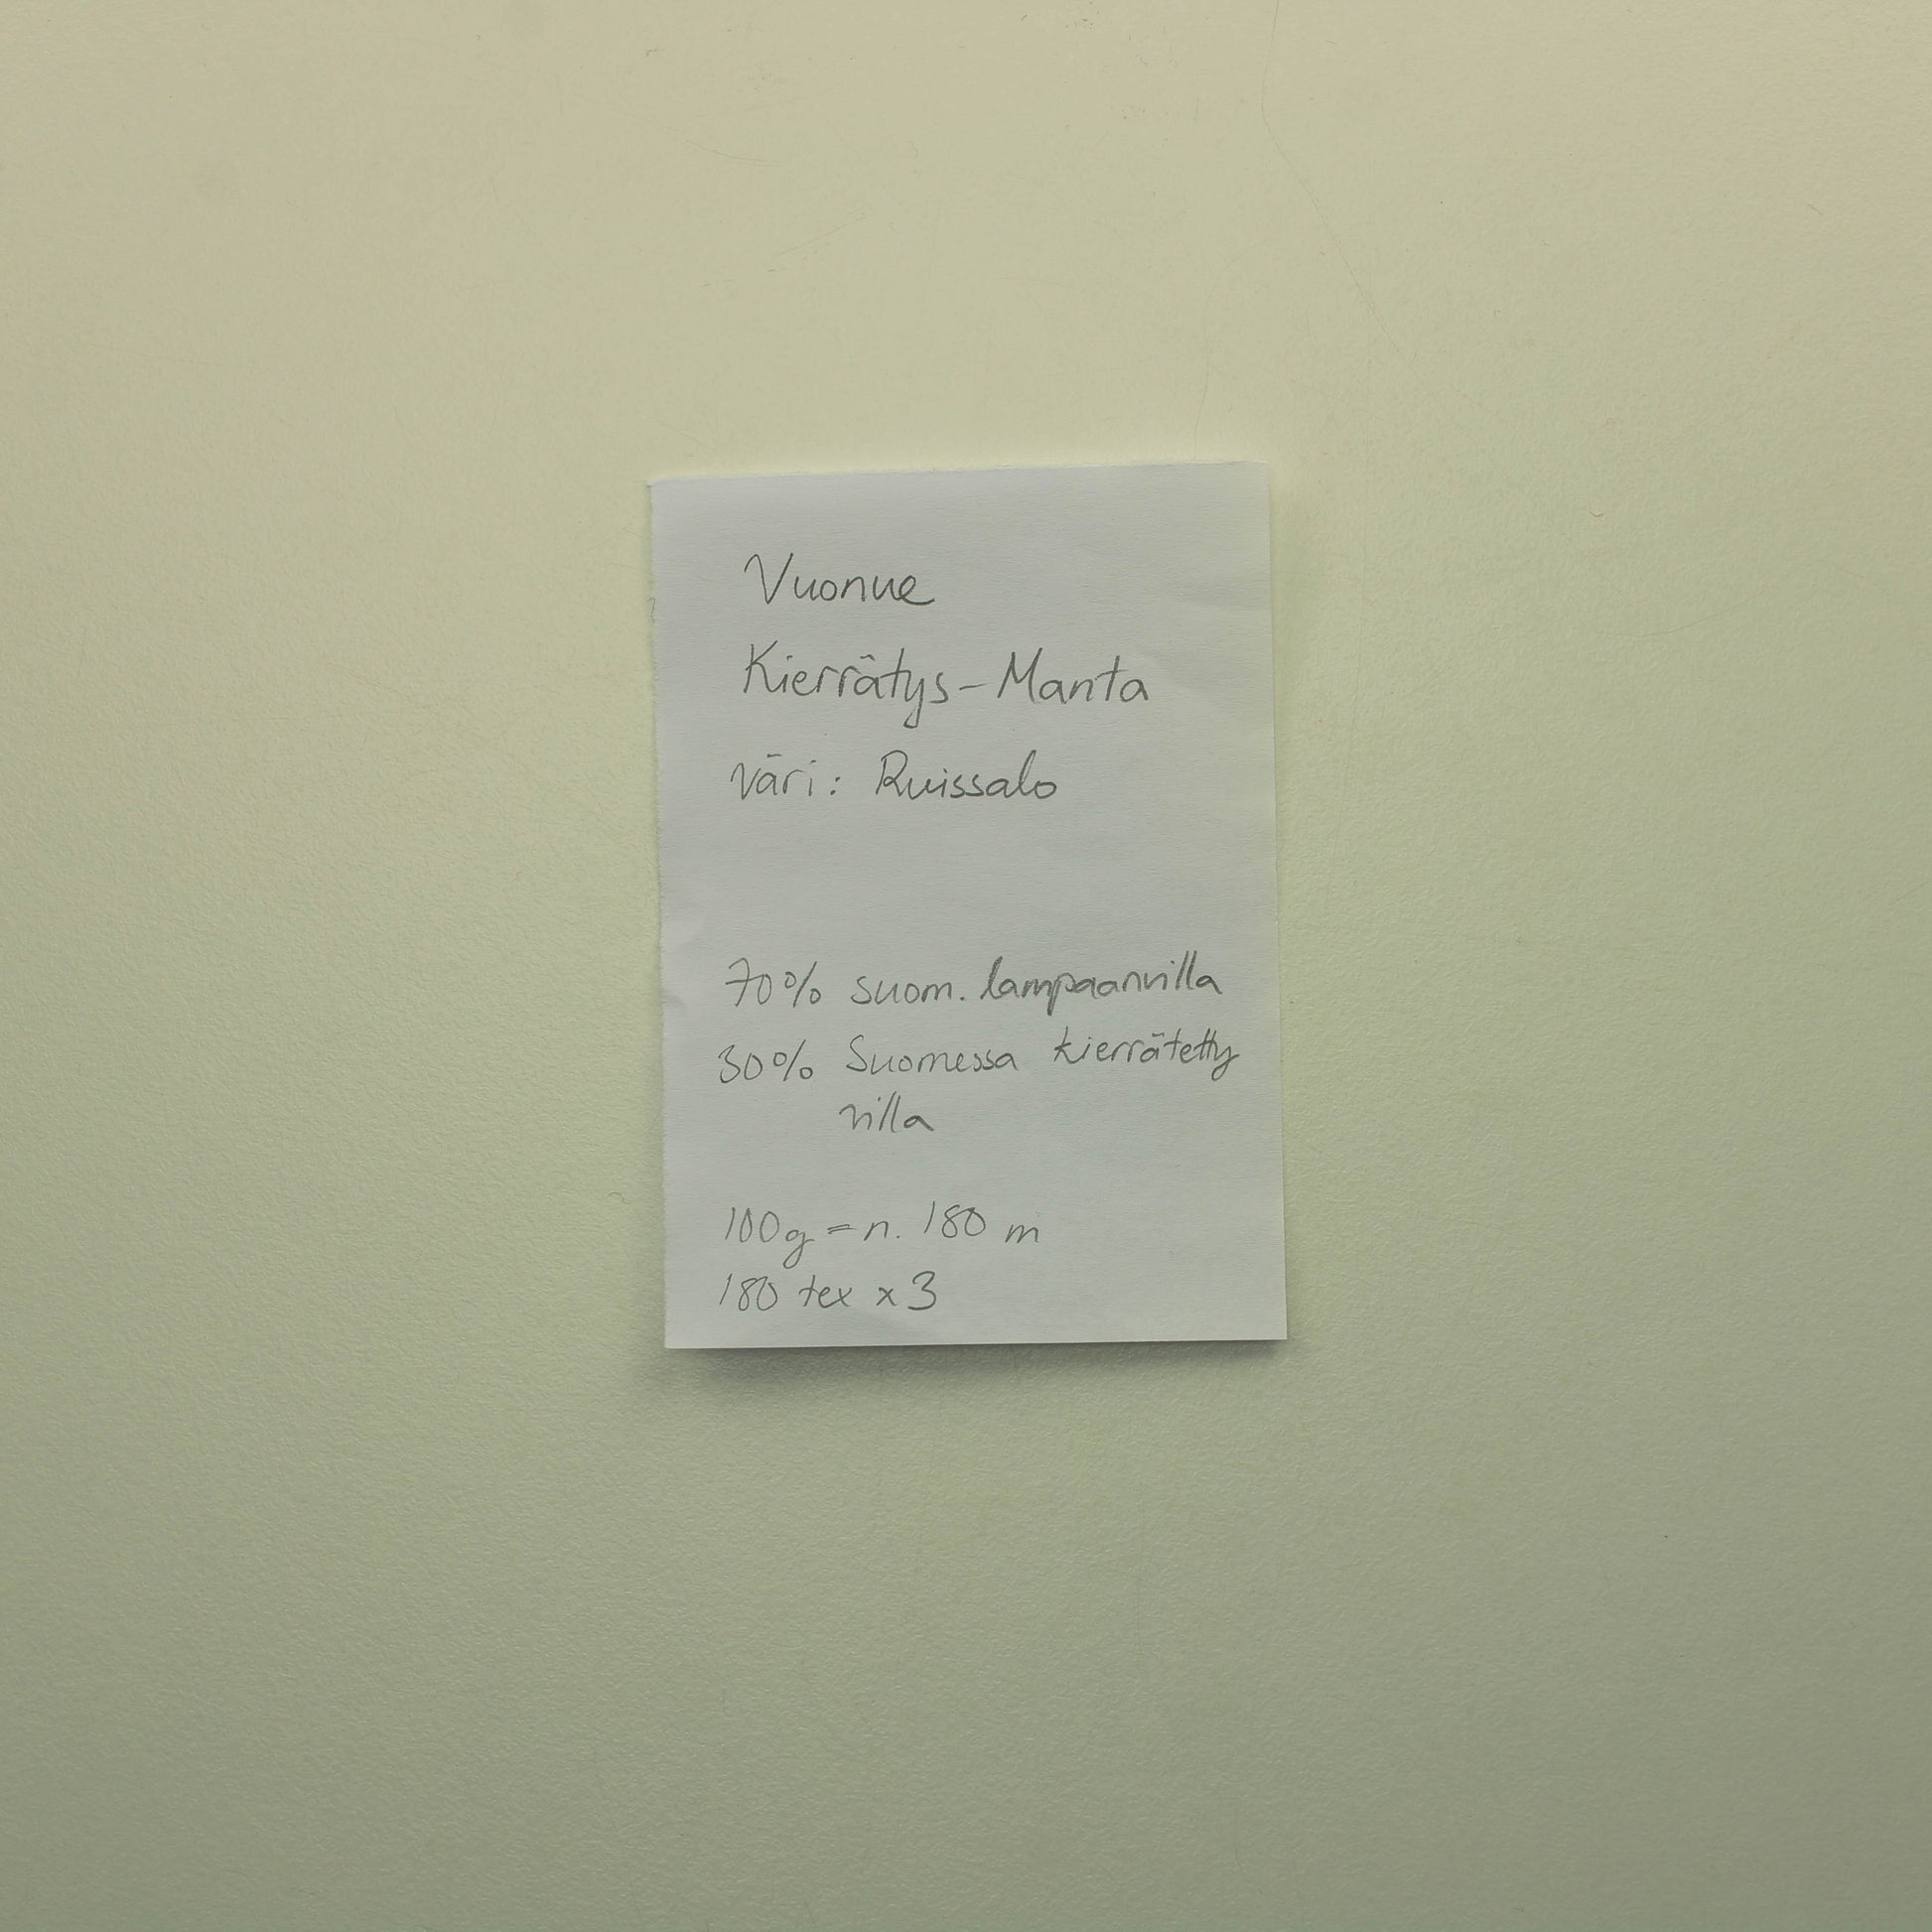 Vuonue
Kierrätys-Manta
väri: Ruissalo
70% suom. lampaanvilla
30% Suomessa kierrätetty
villa
100g = n. 180 m
180 tex x 3